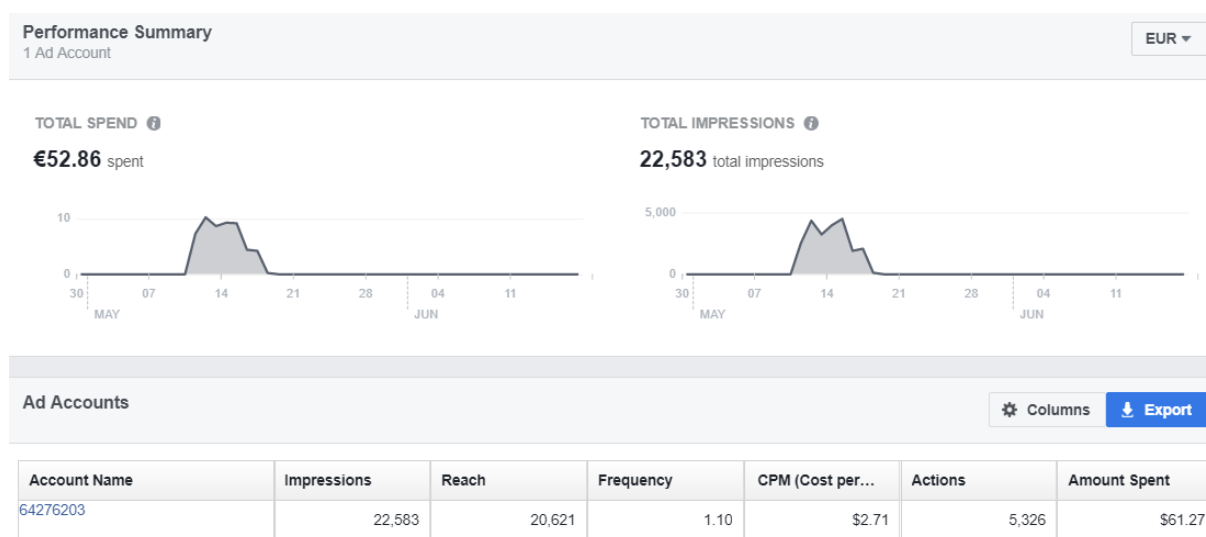 Performance Summary
1 Ad Account
EUR
TOTAL SPEND
€52.86 spent
10
0
30 07 14 21 28 04 11
MAY JUN
TOTAL IMPRESSIONS
22,583 total impressions
5,000
0
30 07 14 21 28 04 11
MAY JUN
Ad Accounts
Columns Export
Account Name Impressions Reach Frequency CPM (Cost per... Actions Amount Spent
64276203 22,583 20,621 1.10 $2.71 5,326 $61.27